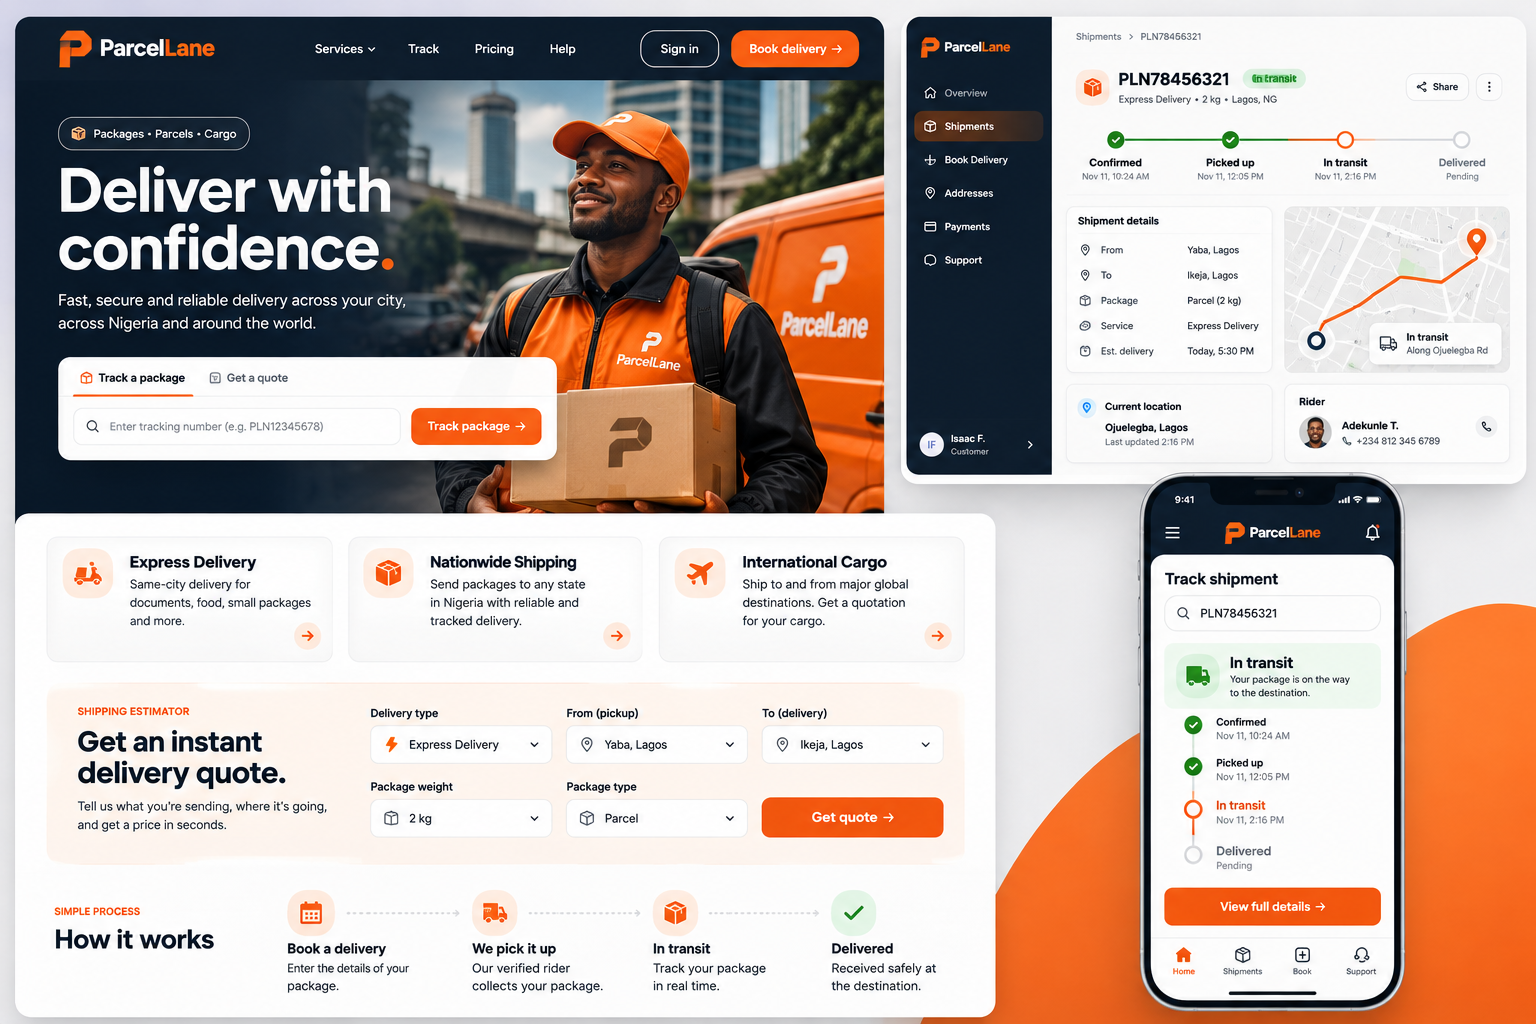 ParcelLane
Services
Track
Pricing
Help
Sign in
Book delivery →
Packages • Parcels • Cargo
Deliver with
confidence.
Fast, secure and reliable delivery across your city,
across Nigeria and around the world.
Track a package
Get a quote
Enter tracking number (e.g. PLN12345678)
Track package →
ParcelLane
ParcelLane
Express Delivery
Same-city delivery for
documents, food, small packages
and more.
Nationwide Shipping
Send packages to any state
in Nigeria with reliable and
tracked delivery.
International Cargo
Ship to and from major global
destinations. Get a quotation
for your cargo.
SHIPPING ESTIMATOR
Get an instant
delivery quote.
Tell us what you're sending, where it's going,
and get a price in seconds.
Delivery type
Express Delivery
From (pickup)
Yaba, Lagos
To (delivery)
Ikeja, Lagos
Package weight
2 kg
Package type
Parcel
Get quote →
SIMPLE PROCESS
How it works
Book a delivery
Enter the details of your
package.
We pick it up
Our verified rider
collects your package.
In transit
Track your package
in real time.
Delivered
Received safely at
the destination.
ParcelLane
Overview
Shipments
Book Delivery
Addresses
Payments
Support
IF
Isaac F.
Customer
Shipments > PLN78456321
PLN78456321
In transit
Express Delivery • 2 kg • Lagos, NG
Share
Confirmed
Nov 11, 10:24 AM
Picked up
Nov 11, 12:05 PM
In transit
Nov 11, 2:16 PM
Delivered
Pending
Shipment details
From
Yaba, Lagos
To
Ikeja, Lagos
Package
Parcel (2 kg)
Service
Express Delivery
Est. delivery
Today, 5:30 PM
In transit
Along Ojuelegba Rd
Current location
Ojuelegba, Lagos
Last updated 2:16 PM
Rider
Adekunle T.
+234 812 345 6789
9:41
ParcelLane
Track shipment
PLN78456321
In transit
Your package is on the way
to the destination.
Confirmed
Nov 11, 10:24 AM
Picked up
Nov 11, 12:05 PM
In transit
Nov 11, 2:16 PM
Delivered
Pending
View full details →
Home
Shipments
Book
Support